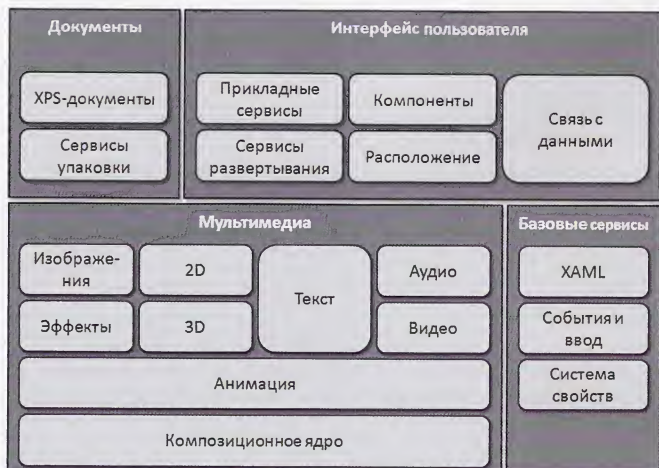 Документы
XPS-документы
Сервисы
упаковки
Интерфейс пользователя
Прикладные
сервисы
Компоненты
Сервисы
развертывания
Расположение
Связь с
данными
Мультимедиа
Изображе-
ния
2D
Текст
Аудио
Эффекты
3D
Видео
Анимация
Композиционное ядро
Базовые сервисы
XAML
События и
ввод
Система
свойств